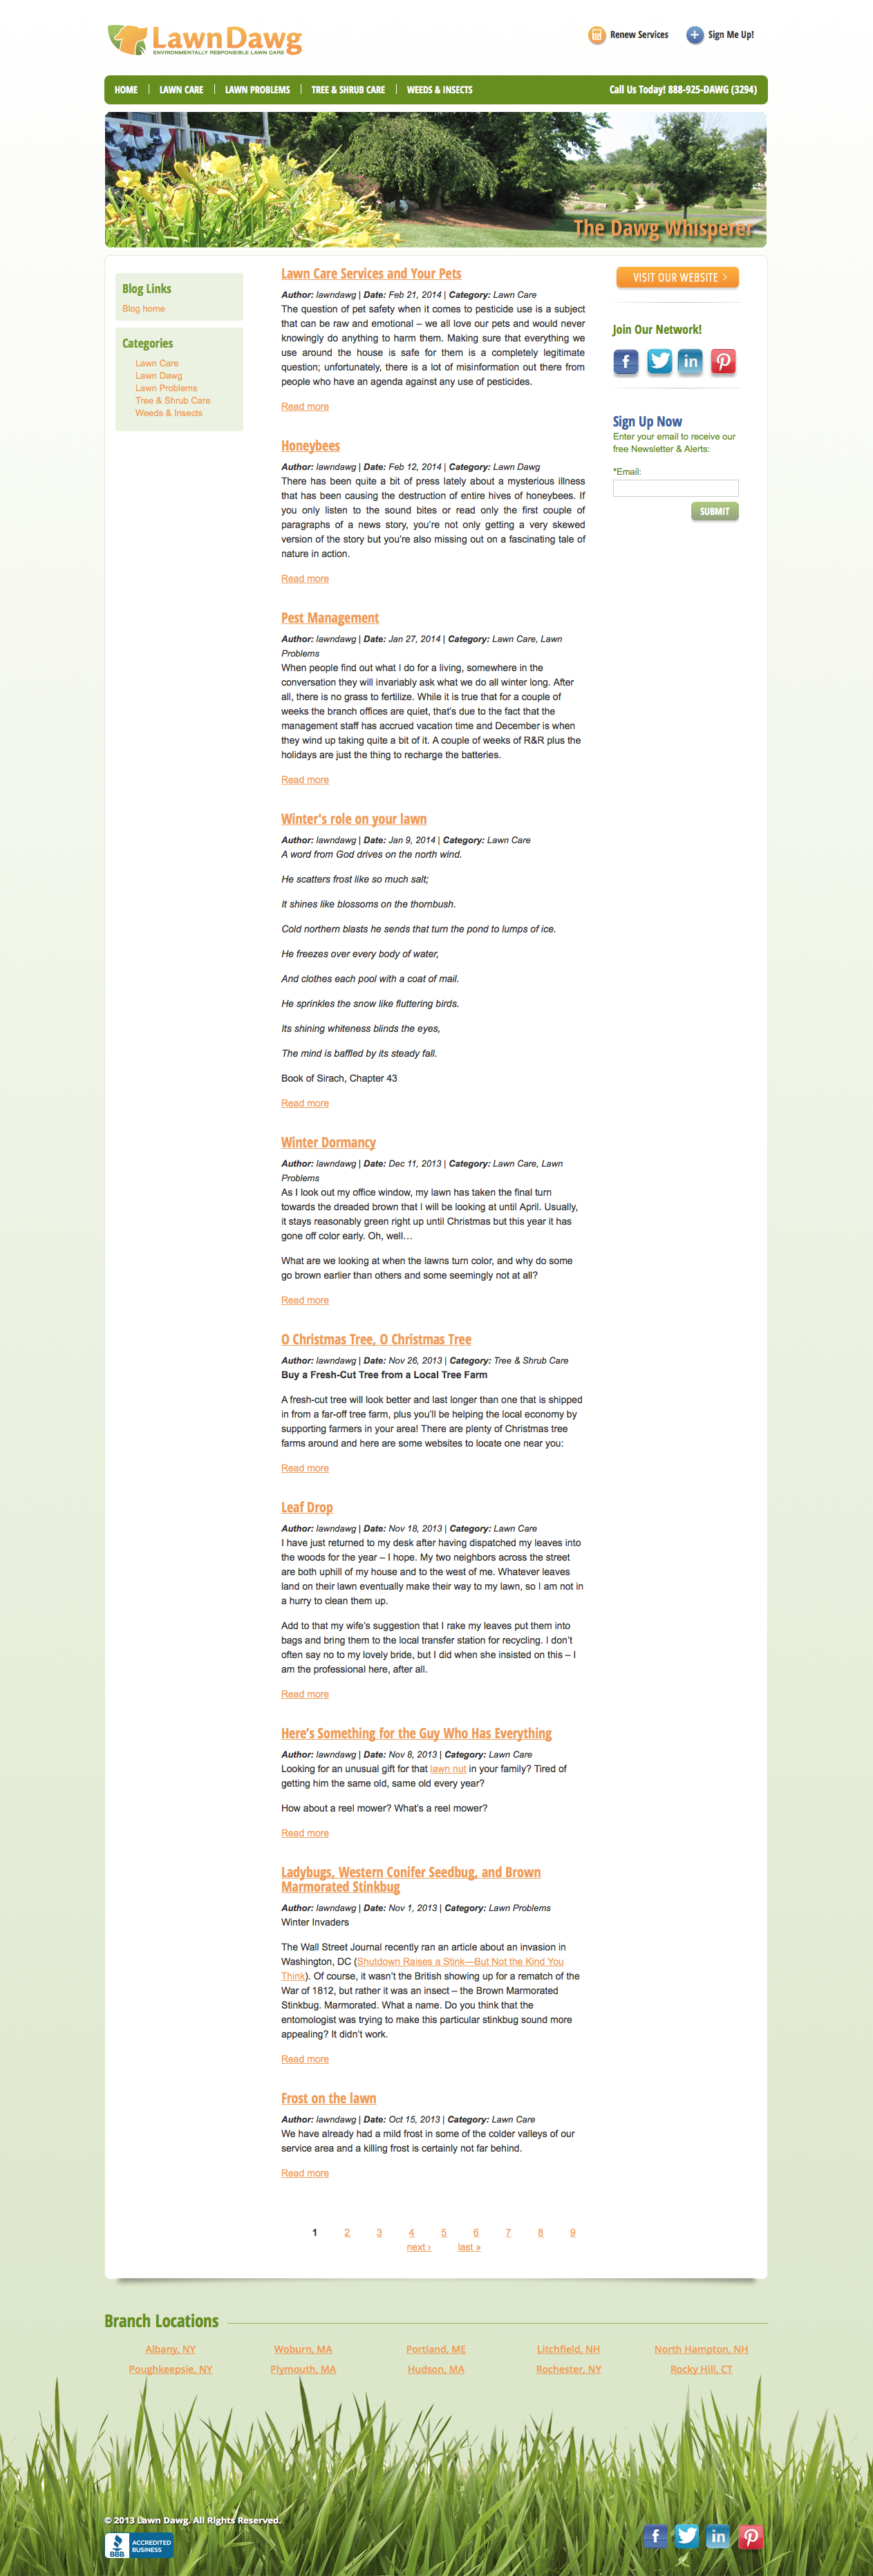 LawnDawg
ENVIRONMENTALLY RESPONSIBLE LAWN CARE
Renew Services
Sign Me Up!
HOME
LAWN CARE
LAWN PROBLEMS
TREE & SHRUB CARE
WEEDS & INSECTS
Call Us Today! 888-925-DAWG (3294)
The Dawg Whisperer
Blog Links
Blog home
Categories
Lawn Care
Lawn Dawg
Lawn Problems
Tree & Shrub Care
Weeds & Insects
Lawn Care Services and Your Pets
Author: lawndawg | Date: Feb 21, 2014 | Category: Lawn Care
The question of pet safety when it comes to pesticide use is a subject
that can be raw and emotional – we all love our pets and would never
knowingly do anything to harm them. Making sure that everything we
use around the house is safe for them is a completely legitimate
question; unfortunately, there is a lot of misinformation out there from
people who have an agenda against any use of pesticides.
Read more
Honeybees
Author: lawndawg | Date: Feb 12, 2014 | Category: Lawn Dawg
There has been quite a bit of press lately about a mysterious illness
that has been causing the destruction of entire hives of honeybees. If
you only listen to the sound bites or read only the first couple of
paragraphs of a news story, you're not only getting a very skewed
version of the story but you're also missing out on a fascinating tale of
nature in action.
Read more
Pest Management
Author: lawndawg | Date: Jan 27, 2014 | Category: Lawn Care, Lawn
Problems
When people find out what I do for a living, somewhere in the
conversation they will invariably ask what we do all winter long. After
all, there is no grass to fertilize. While it is true that for a couple of
weeks the branch offices are quiet, that's due to the fact that the
management staff has accrued vacation time and December is when
they wind up taking quite a bit of it. A couple of weeks of R&R plus the
holidays are just the thing to recharge the batteries.
Read more
Winter's role on your lawn
Author: lawndawg | Date: Jan 9, 2014 | Category: Lawn Care
A word from God drives on the north wind.
He scatters frost like so much salt;
It shines like blossoms on the thornbush.
Cold northern blasts he sends that turn the pond to lumps of ice.
He freezes over every body of water,
And clothes each pool with a coat of mail.
He sprinkles the snow like fluttering birds.
Its shining whiteness blinds the eyes,
The mind is baffled by its steady fall.
Book of Sirach, Chapter 43
Read more
Winter Dormancy
Author: lawndawg | Date: Dec 11, 2013 | Category: Lawn Care, Lawn
Problems
As I look out my office window, my lawn has taken the final turn
towards the dreaded brown that I will be looking at until April. Usually,
it stays reasonably green right up until Christmas but this year it has
gone off color early. Oh, well…
What are we looking at when the lawns turn color, and why do some
go brown earlier than others and some seemingly not at all?
Read more
O Christmas Tree, O Christmas Tree
Author: lawndawg | Date: Nov 26, 2013 | Category: Tree & Shrub Care
Buy a Fresh-Cut Tree from a Local Tree Farm
A fresh-cut tree will look better and last longer than one that is shipped
in from a far-off tree farm, plus you'll be helping the local economy by
supporting farmers in your area! There are plenty of Christmas tree
farms around and here are some websites to locate one near you:
Read more
Leaf Drop
Author: lawndawg | Date: Nov 18, 2013 | Category: Lawn Care
I have just returned to my desk after having dispatched my leaves into
the woods for the year – I hope. My two neighbors across the street
are both uphill of my house and to the west of me. Whatever leaves
land on their lawn eventually make their way to my lawn, so I am not in
a hurry to clean them up.
Add to that my wife's suggestion that I rake my leaves put them into
bags and bring them to the local transfer station for recycling. I don't
often say no to my lovely bride, but I did when she insisted on this – I
am the professional here, after all.
Read more
Here's Something for the Guy Who Has Everything
Author: lawndawg | Date: Nov 8, 2013 | Category: Lawn Care
Looking for an unusual gift for that lawn nut in your family? Tired of
getting him the same old, same old every year?
How about a reel mower? What's a reel mower?
Read more
Ladybugs, Western Conifer Seedbug, and Brown
Marmorated Stinkbug
Author: lawndawg | Date: Nov 1, 2013 | Category: Lawn Problems
Winter Invaders
The Wall Street Journal recently ran an article about an invasion in
Washington, DC (Shutdown Raises a Stink—But Not the Kind You
Think). Of course, it wasn't the British showing up for a rematch of the
War of 1812, but rather it was an insect – the Brown Marmorated
Stinkbug. Marmorated. What a name. Do you think that the
entomologist was trying to make this particular stinkbug sound more
appealing? It didn't work.
Read more
Frost on the lawn
Author: lawndawg | Date: Oct 15, 2013 | Category: Lawn Care
We have already had a mild frost in some of the colder valleys of our
service area and a killing frost is certainly not far behind.
Read more
1 2 3 4 5 6 7 8 9
next › last »
VISIT OUR WEBSITE >
Join Our Network!
Sign Up Now
Enter your email to receive our
free Newsletter & Alerts:
*Email:
SUBMIT
Branch Locations
Albany, NY
Woburn, MA
Portland, ME
Litchfield, NH
North Hampton, NH
Poughkeepsie, NY
Plymouth, MA
Hudson, MA
Rochester, NY
Rocky Hill, CT
© 2013 Lawn Dawg. All Rights Reserved.
BBB
ACCREDITED
BUSINESS